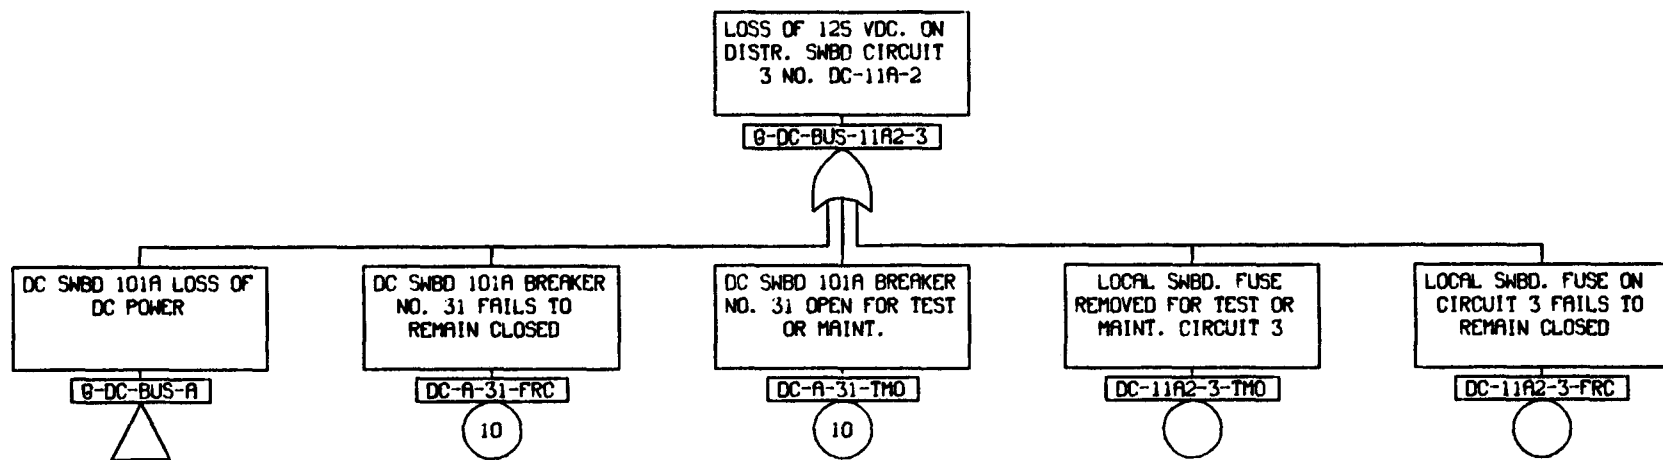 LOSS OF 125 VDC. ON
DISTR. SWBD CIRCUIT
3 NO. DC-11A-2
G-DC-BUS-11A2-3
DC SWBD 101A LOSS OF
DC POWER
G-DC-BUS-A
DC SWBD 101A BREAKER
NO. 31 FAILS TO
REMAIN CLOSED
DC-A-31-FRC
10
DC SWBD 101A BREAKER
NO. 31 OPEN FOR TEST
OR MAINT.
DC-A-31-TMO
10
LOCAL SWBD. FUSE
REMOVED FOR TEST OR
MAINT. CIRCUIT 3
DC-11A2-3-TMO
LOCAL SWBD. FUSE ON
CIRCUIT 3 FAILS TO
REMAIN CLOSED
DC-11A2-3-FRC